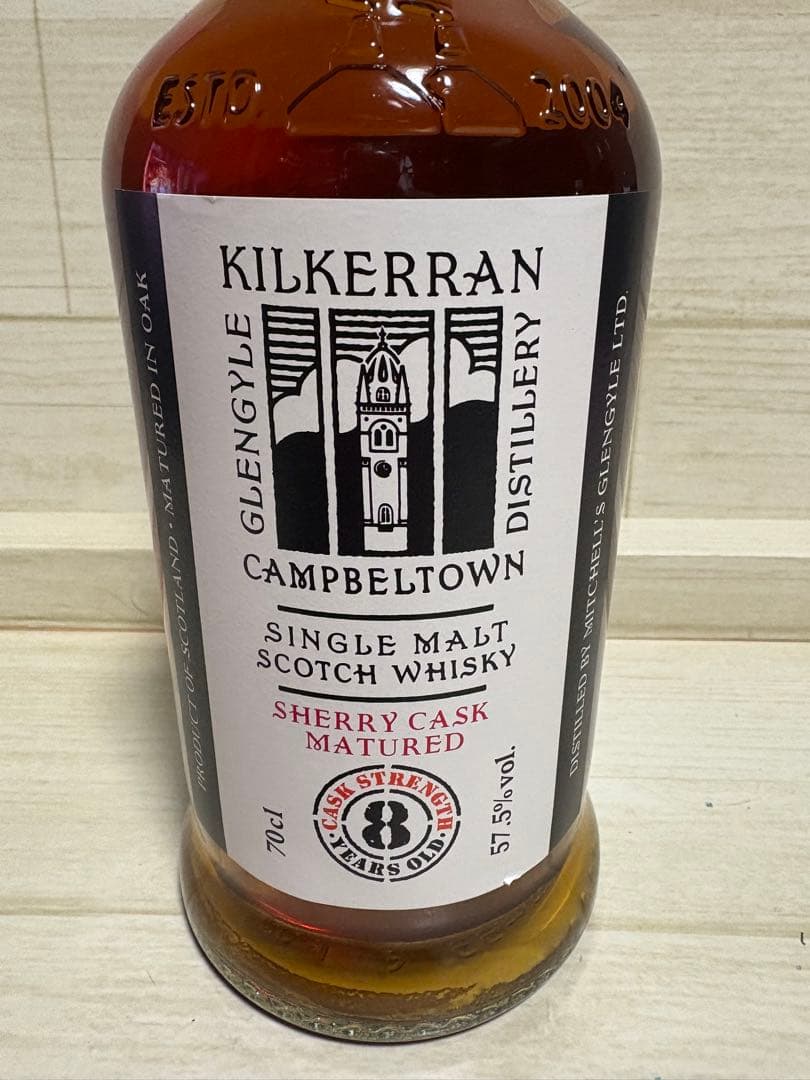 ESTD. 2004
KILKERRAN
GLENGYLE
DISTILLERY
CAMPBELTOWN
SINGLE MALT
SCOTCH WHISKY
SHERRY CASK
MATURED
CASK STRENGTH
8
· YEARS OLD ·
70cl
57.5%vol.
PRODUCT OF SCOTLAND · MATURED IN OAK
DISTILLED BY MITCHELL'S GLENGYLE LTD.